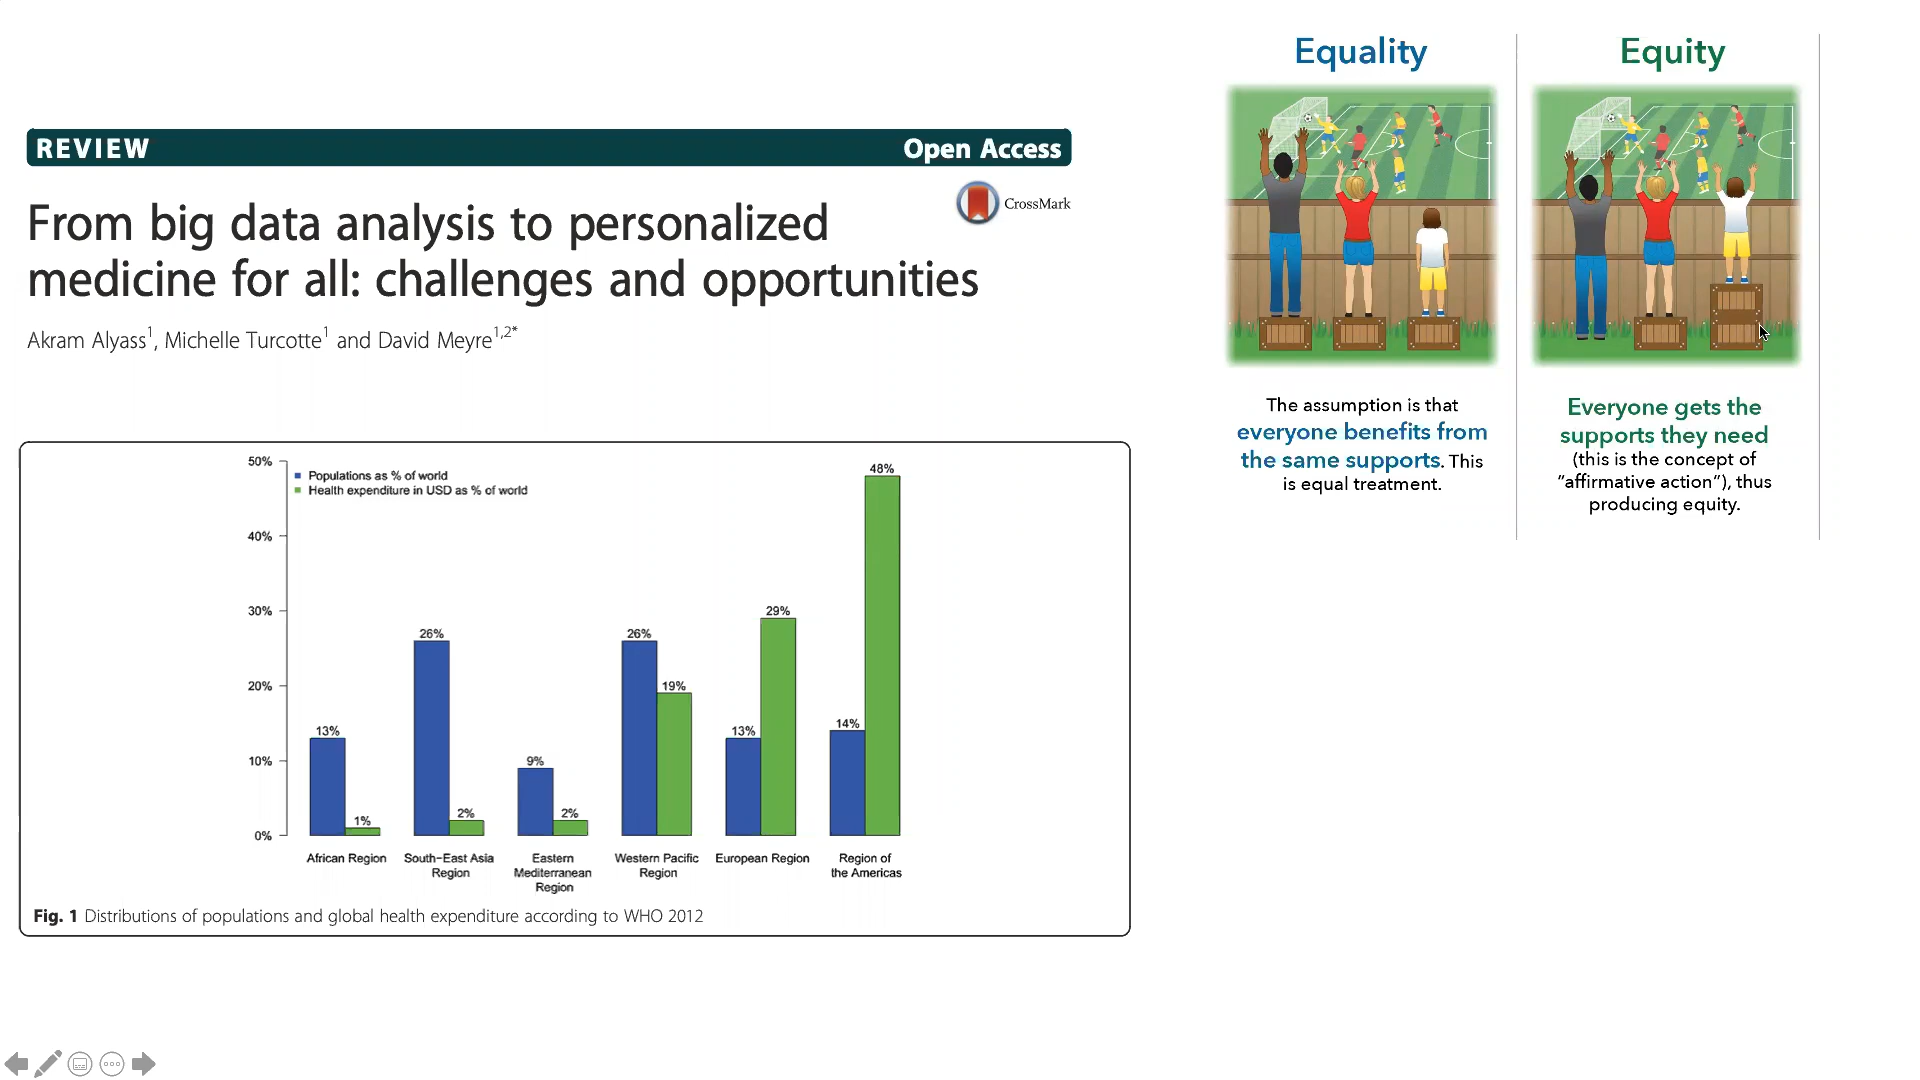 REVIEW
Open Access
From big data analysis to personalized
medicine for all: challenges and opportunities
CrossMark
Akram Alyass1, Michelle Turcotte1 and David Meyre1,2*
50%
40%
30%
20%
10%
0%
Populations as % of world
Health expenditure in USD as % of world
13%
1%
26%
2%
9%
2%
26%
19%
13%
29%
14%
48%
African Region
South-East Asia
Region
Eastern
Mediterranean
Region
Western Pacific
Region
European Region
Region of
the Americas
Fig. 1 Distributions of populations and global health expenditure according to WHO 2012
Equality
The assumption is that
everyone benefits from
the same supports. This
is equal treatment.
Equity
Everyone gets the
supports they need
(this is the concept of
“affirmative action”), thus
producing equity.